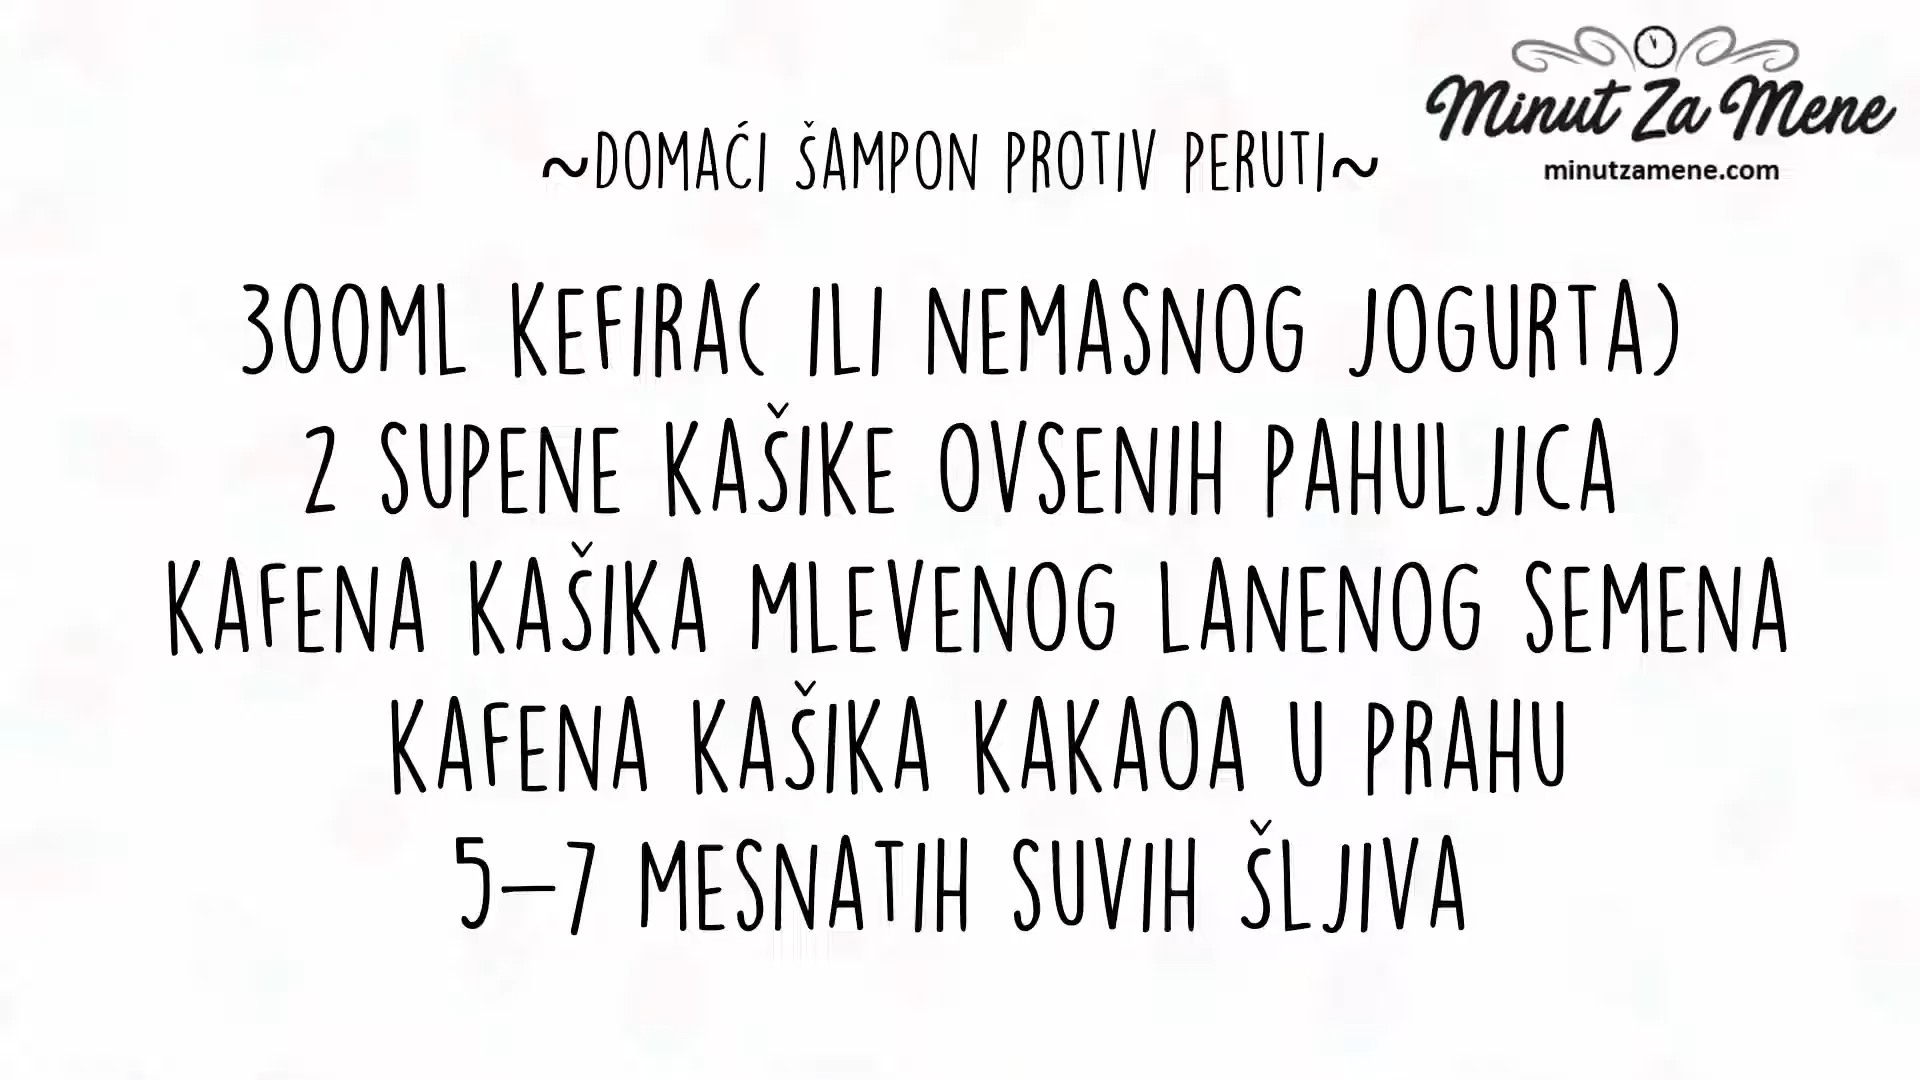 Minut Za Mene
minutzamene.com
~DOMAĆI ŠAMPON PROTIV PERUTI~
300ML KEFIRA( ILI NEMASNOG JOGURTA)
2 SUPENE KAŠIKE OVSENIH PAHULJICA
KAFENA KAŠIKA MLEVENOG LANENOG SEMENA
KAFENA KAŠIKA KAKAOA U PRAHU
5-7 MESNATIH SUVIH ŠLJIVA